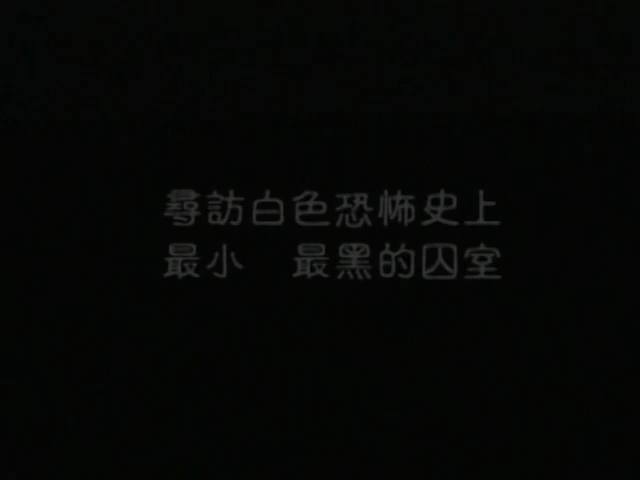 尋訪白色恐怖史上
最小　最黑的囚室